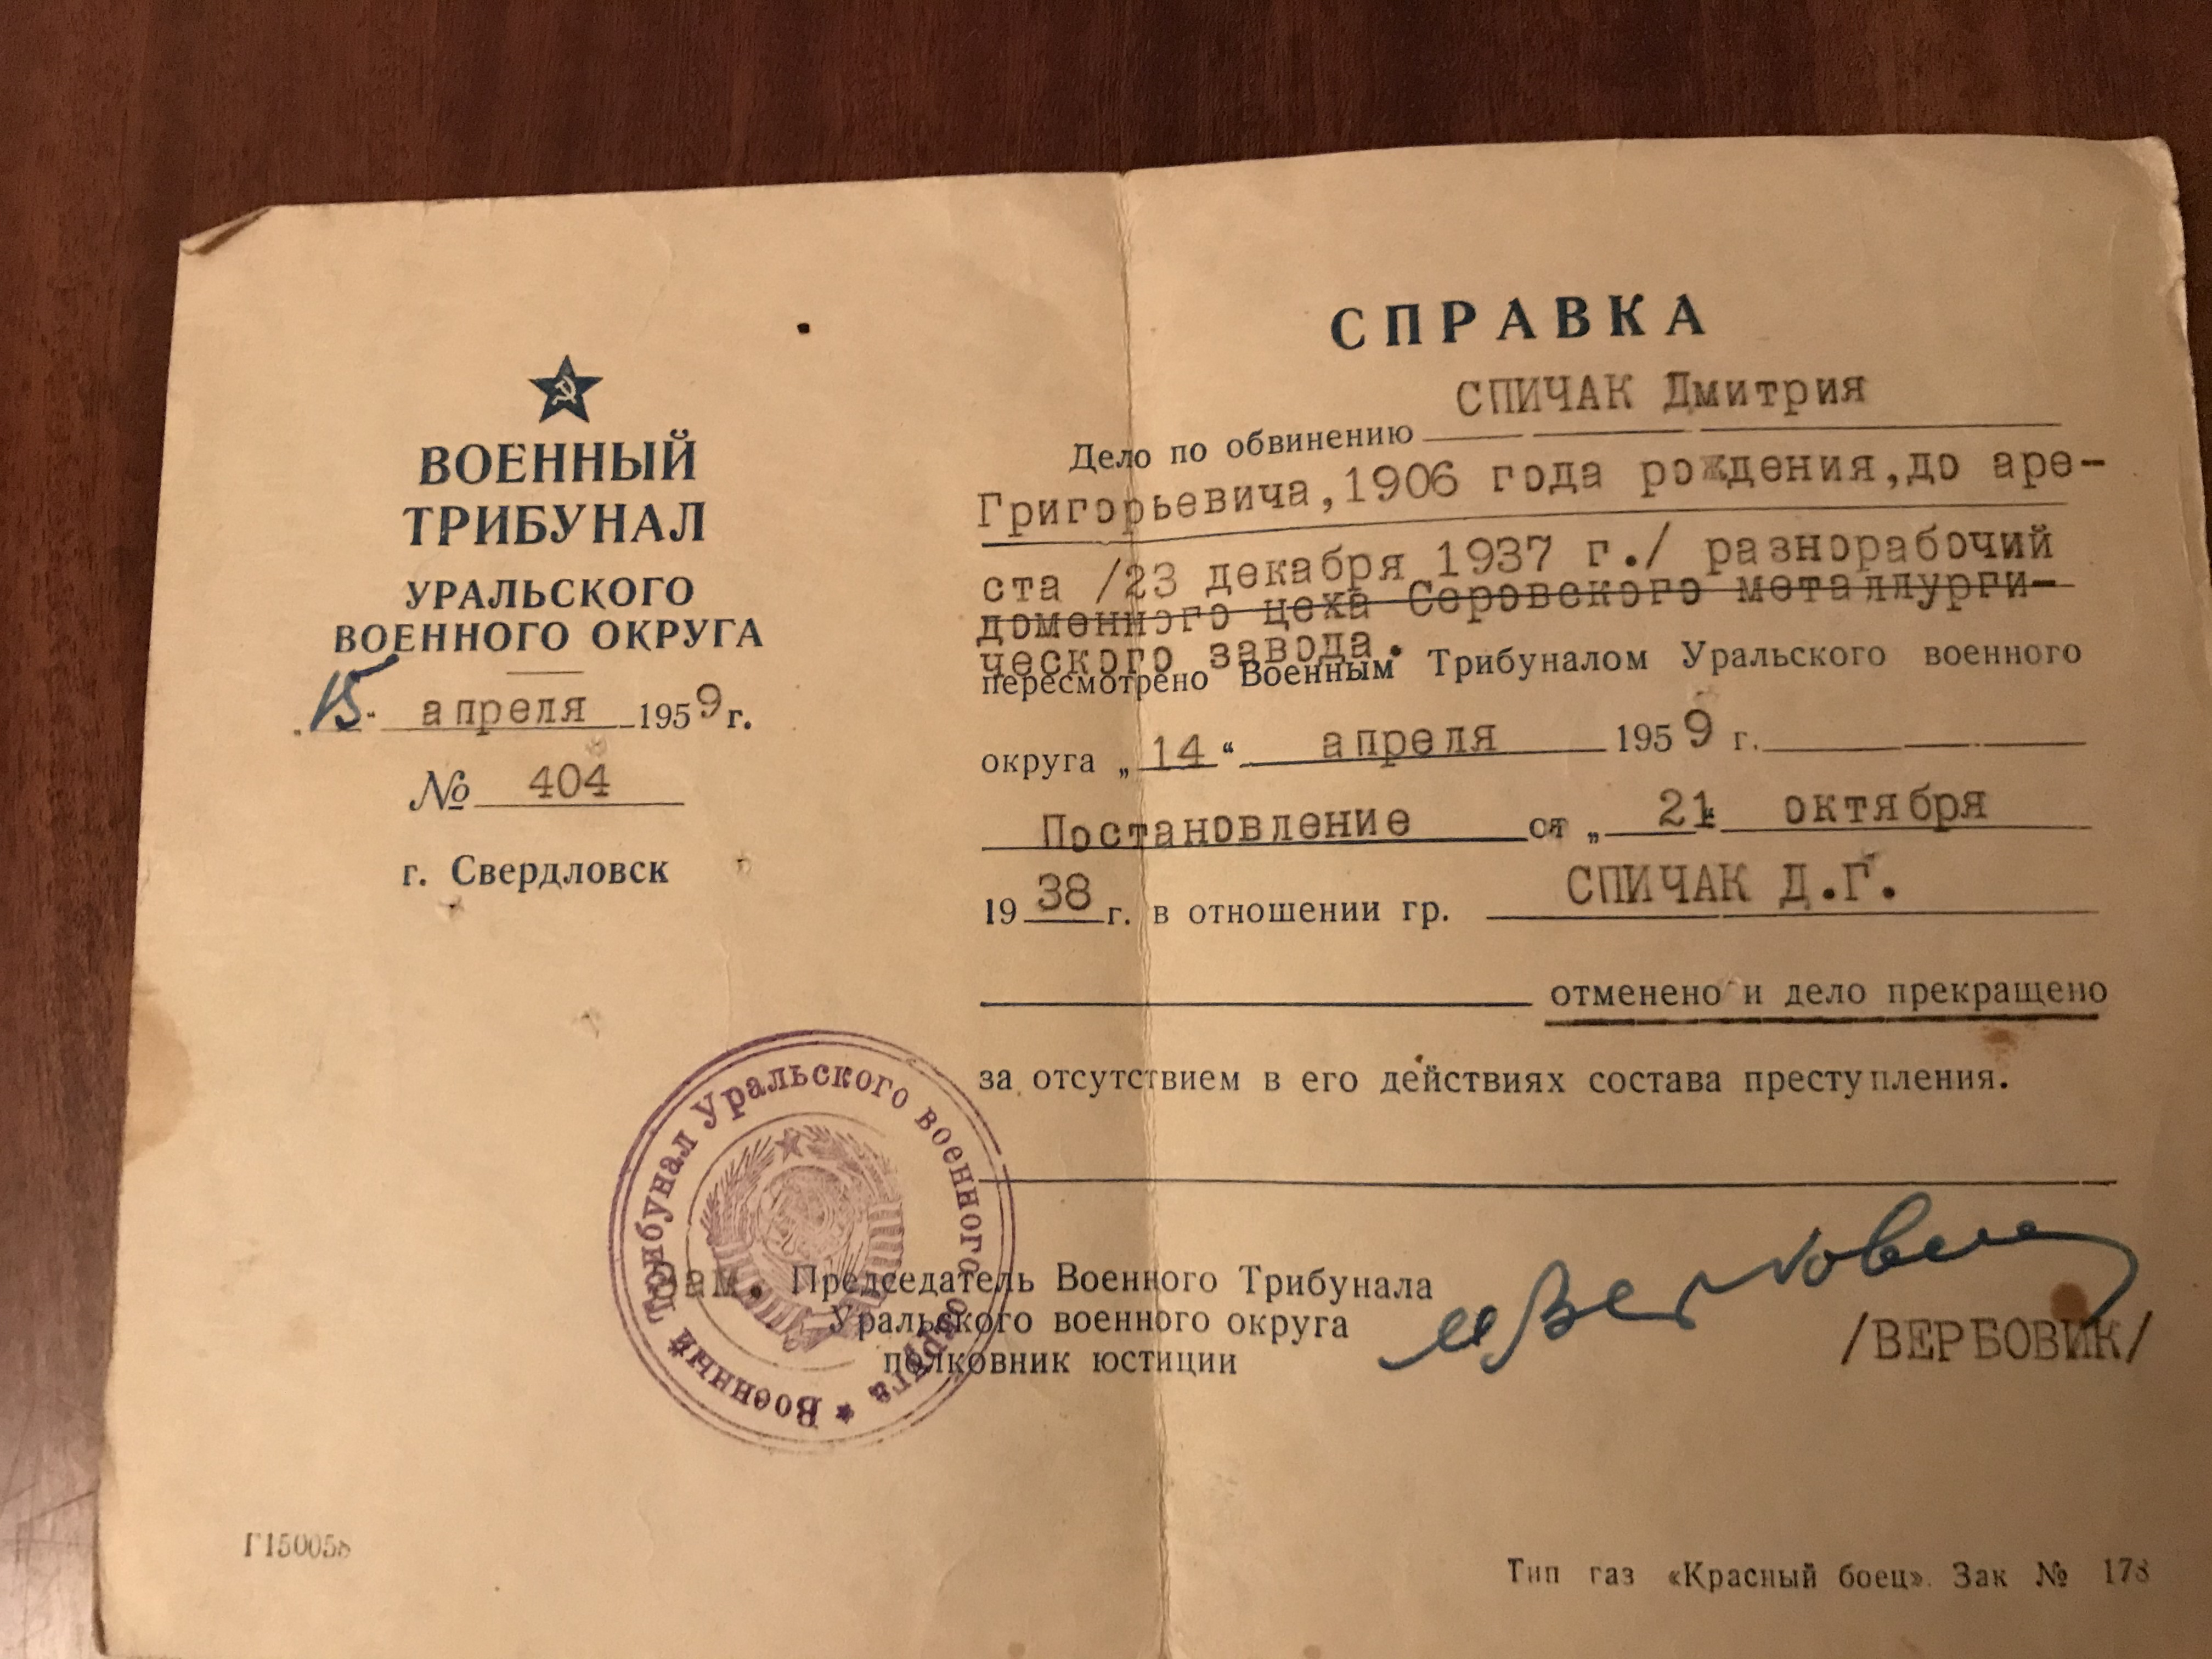 ВОЕННЫЙ
ТРИБУНАЛ
УРАЛЬСКОГО
ВОЕННОГО ОКРУГА
„15" апреля 1959 г.
№ 404
г. Свердловск
СПРАВКА
Дело по обвинению СПИЧАК Дмитрия
Григорьевича,1906 года рождения,до аре-
ста /23 декабря 1937 г./ разнорабочий
доменного цеха Серовского металлурги-
ческого завода.
пересмотрено Военным Трибуналом Уральского военного
округа „14“ апреля 1959 г.
Постановление от „21“ октября
1938 г. в отношении гр. СПИЧАК Д.Г.
отменено и дело прекращено
за отсутствием в его действиях состава преступления.
Зам. Председатель Военного Трибунала
Уральского военного округа
полковник юстиции
/ВЕРБОВИК/
Военный Трибунал Уральского военного округа
Г150058
Тип газ «Красный боец». Зак № 178